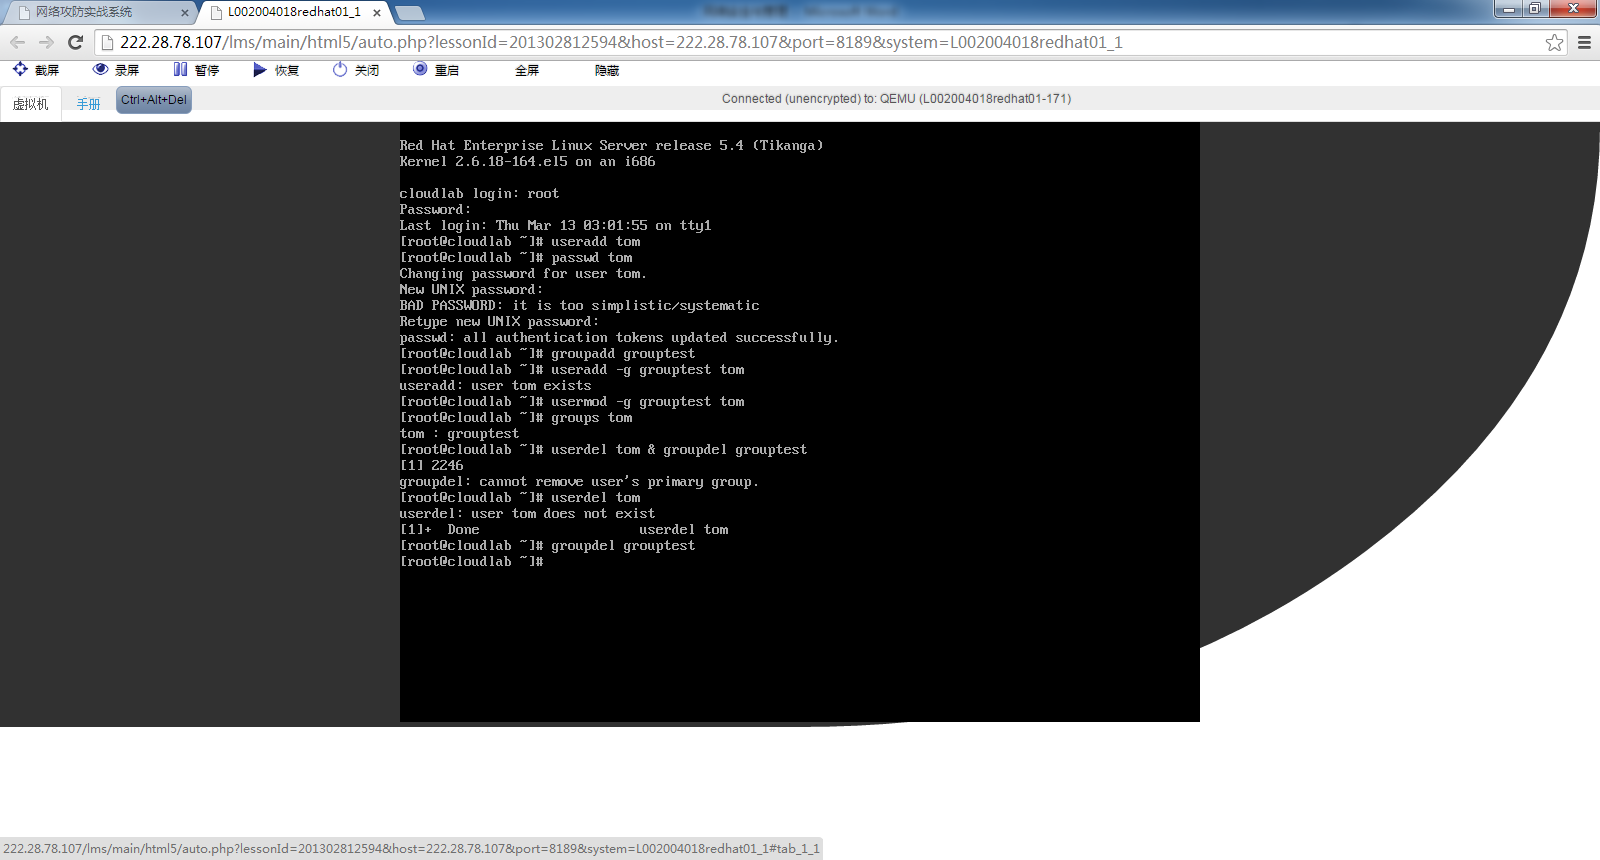 网络攻防实战系统
L002004018redhat01_1
222.28.78.107/lms/main/html5/auto.php?lessonId=201302812594&host=222.28.78.107&port=8189&system=L002004018redhat01_1
截屏 录屏 暂停 恢复 关闭 重启 全屏 隐藏
虚拟机 手册 Ctrl+Alt+Del Connected (unencrypted) to: QEMU (L002004018redhat01-171)
Red Hat Enterprise Linux Server release 5.4 (Tikanga)
Kernel 2.6.18-164.el5 on an i686
cloudlab login: root
Password:
Last login: Thu Mar 13 03:01:55 on tty1
[root@cloudlab ~]# useradd tom
[root@cloudlab ~]# passwd tom
Changing password for user tom.
New UNIX password:
BAD PASSWORD: it is too simplistic/systematic
Retype new UNIX password:
passwd: all authentication tokens updated successfully.
[root@cloudlab ~]# groupadd grouptest
[root@cloudlab ~]# useradd -g grouptest tom
useradd: user tom exists
[root@cloudlab ~]# usermod -g grouptest tom
[root@cloudlab ~]# groups tom
tom : grouptest
[root@cloudlab ~]# userdel tom & groupdel grouptest
[1] 2246
groupdel: cannot remove user's primary group.
[root@cloudlab ~]# userdel tom
userdel: user tom does not exist
[1]+  Done                    userdel tom
[root@cloudlab ~]# groupdel grouptest
[root@cloudlab ~]#
222.28.78.107/lms/main/html5/auto.php?lessonId=201302812594&host=222.28.78.107&port=8189&system=L002004018redhat01_1#tab_1_1